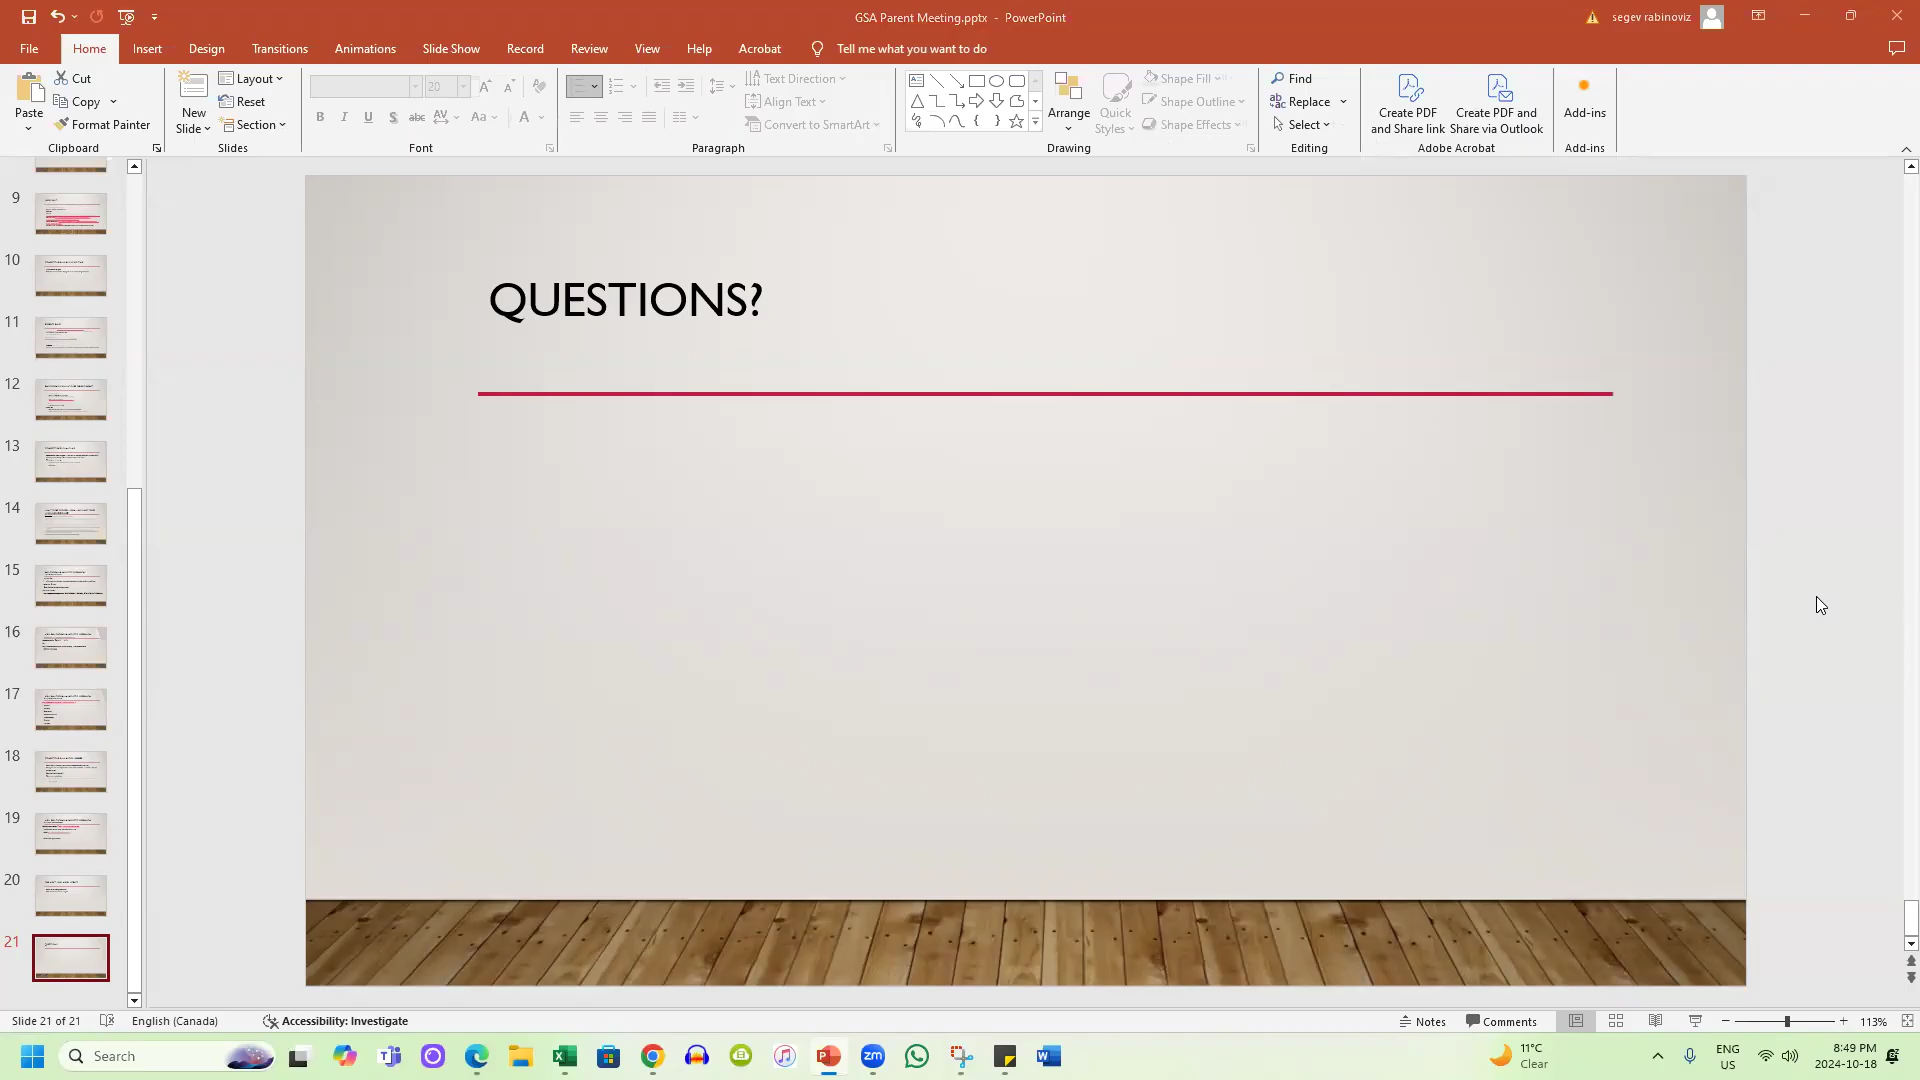 GSA Parent Meeting.pptx - PowerPoint
segev rabinoviz
File Home Insert Design Transitions Animations Slide Show Record Review View Help Acrobat Tell me what you want to do
Paste
Cut
Copy
Format Painter
Clipboard
New
Slide
Layout
Reset
Section
Slides
20
Font
Text Direction
Align Text
Convert to SmartArt
Paragraph
Arrange
Quick
Styles
Shape Fill
Shape Outline
Shape Effects
Drawing
Find
Replace
Select
Editing
Create PDF
and Share link
Create PDF and
Share via Outlook
Adobe Acrobat
Add-ins
Add-ins
9
10
11
12
13
14
15
16
17
18
19
20
21
QUESTIONS?
Slide 21 of 21
English (Canada)
Accessibility: Investigate
Notes
Comments
113%
Search
11°C
Clear
ENG
US
8:49 PM
2024-10-18